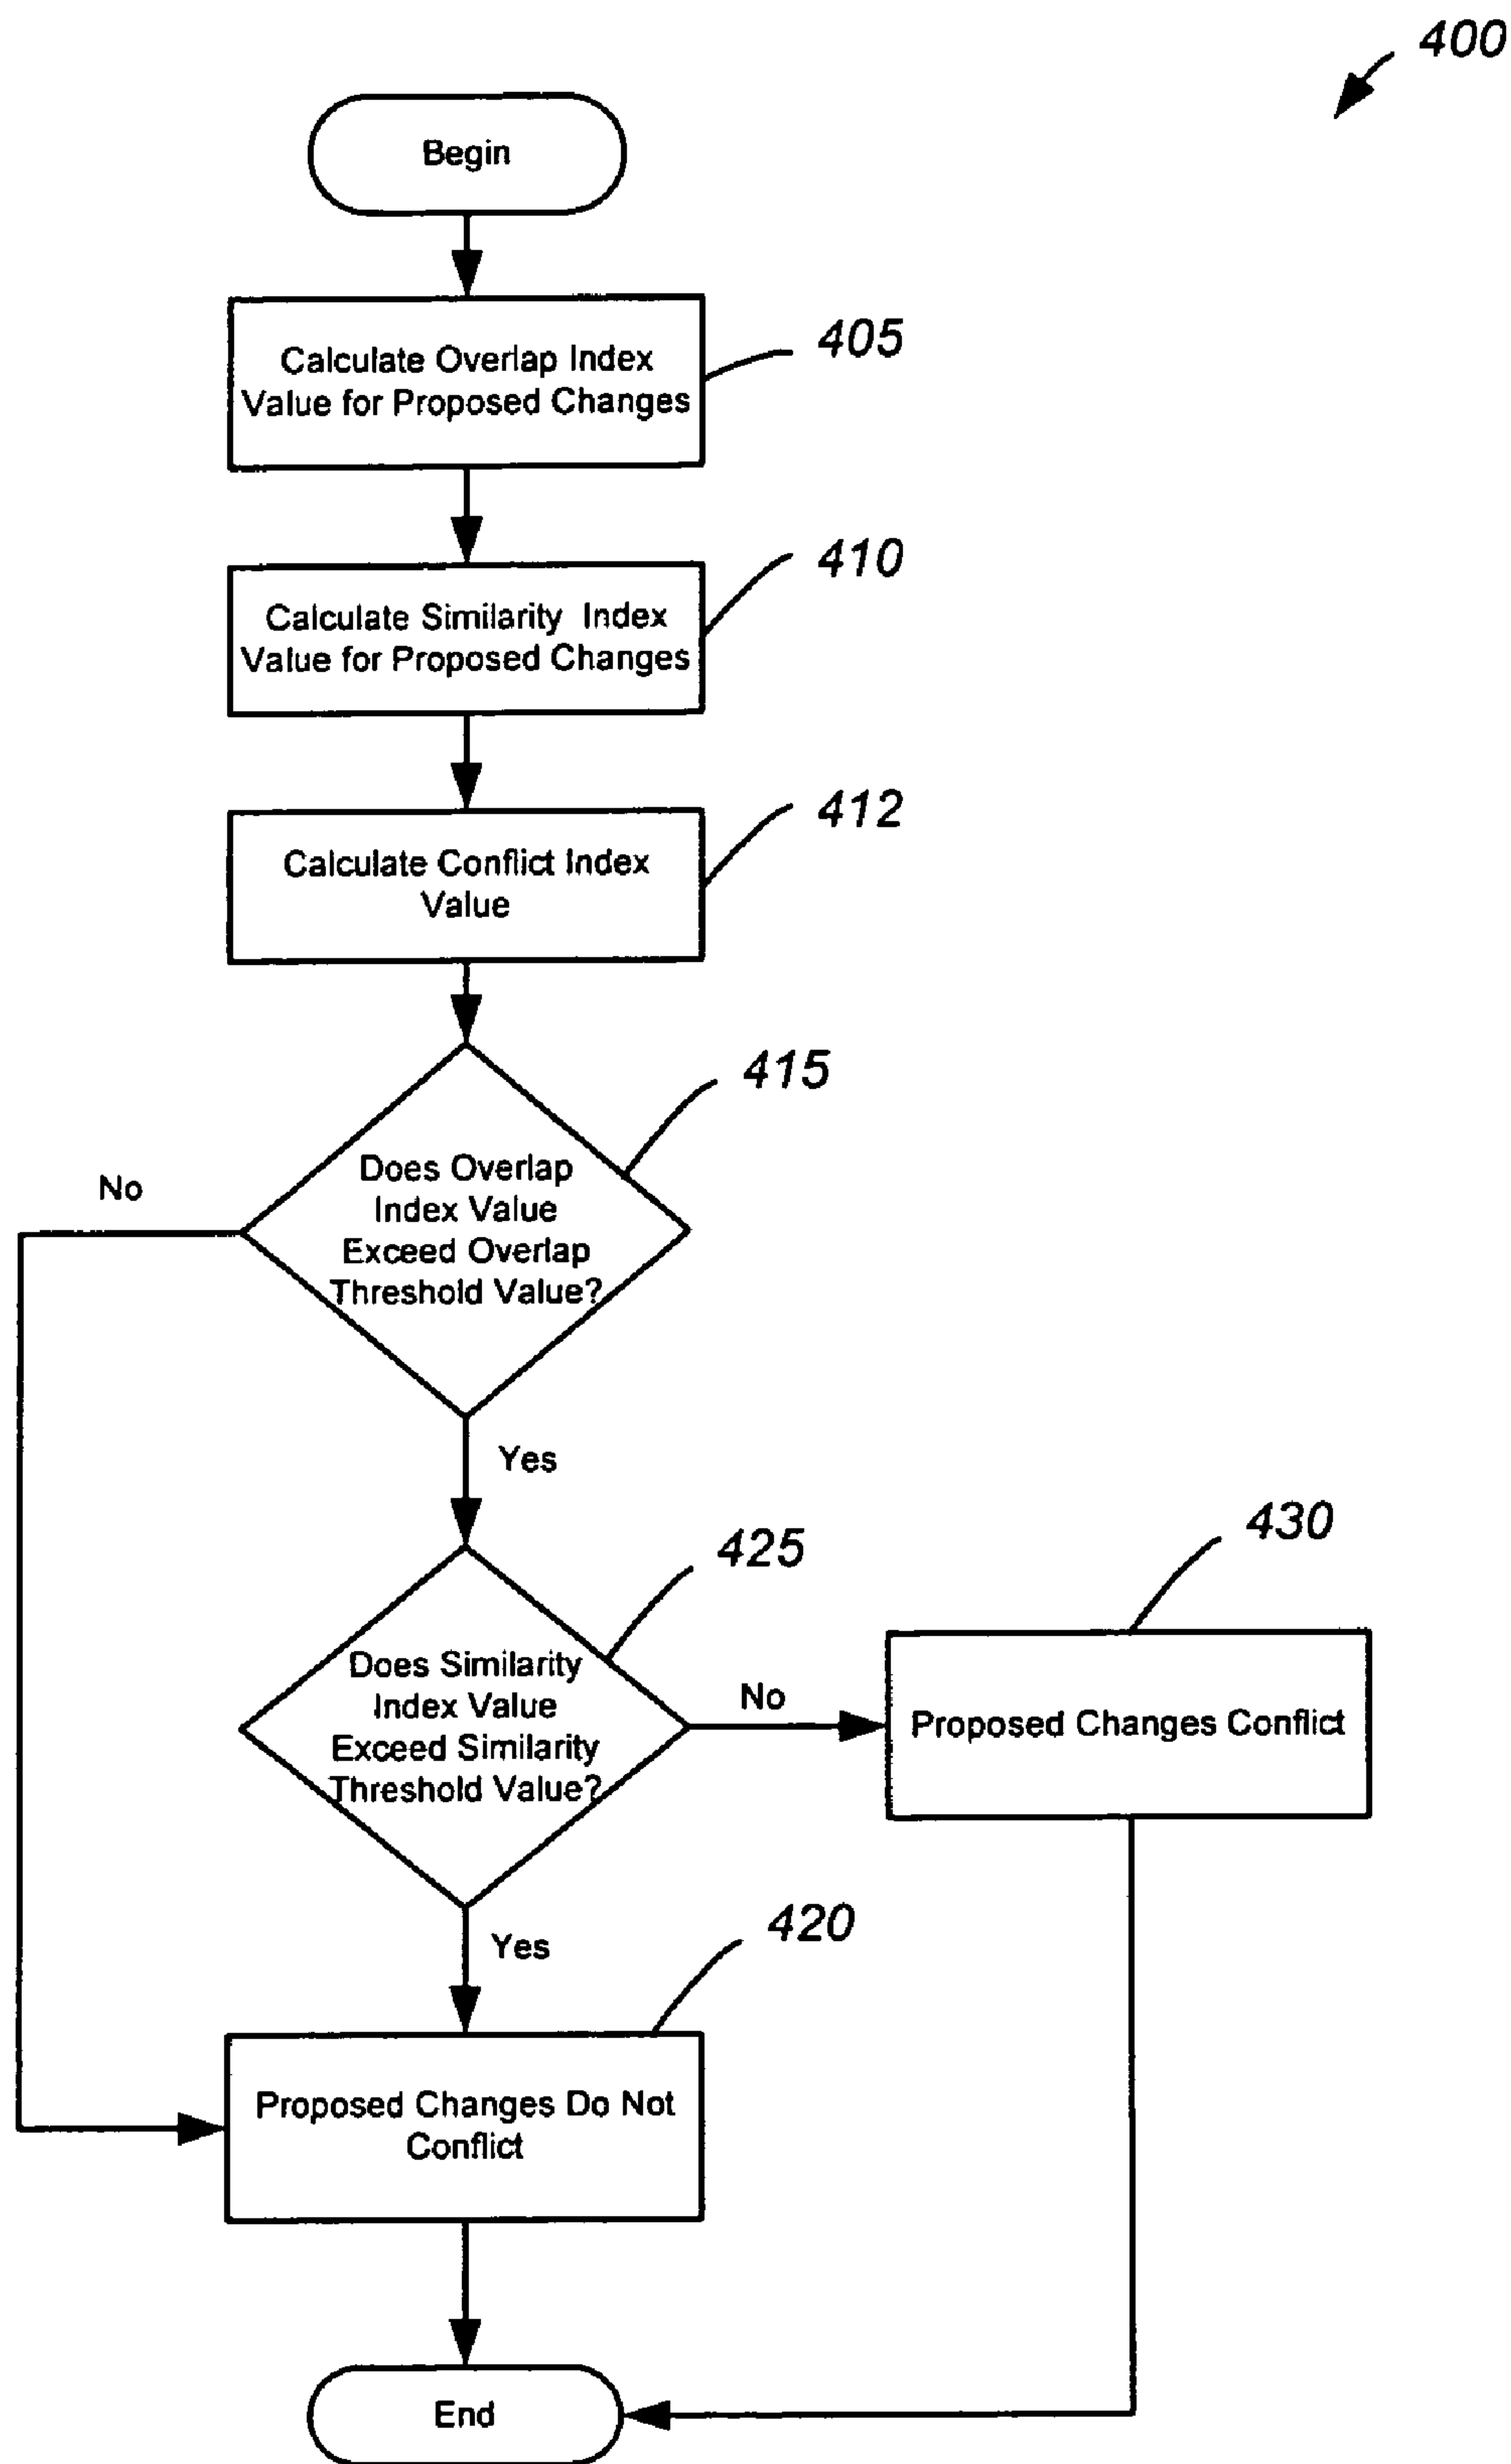 400
Begin
Calculate Overlap Index
Value for Proposed Changes
405
Calculate Similarity Index
Value for Proposed Changes
410
Calculate Conflict Index
Value
412
Does Overlap
Index Value
Exceed Overlap
Threshold Value?
415
No
Yes
Does Similarity
Index Value
Exceed Similarity
Threshold Value?
425
No
Proposed Changes Conflict
430
Yes
Proposed Changes Do Not
Conflict
420
End